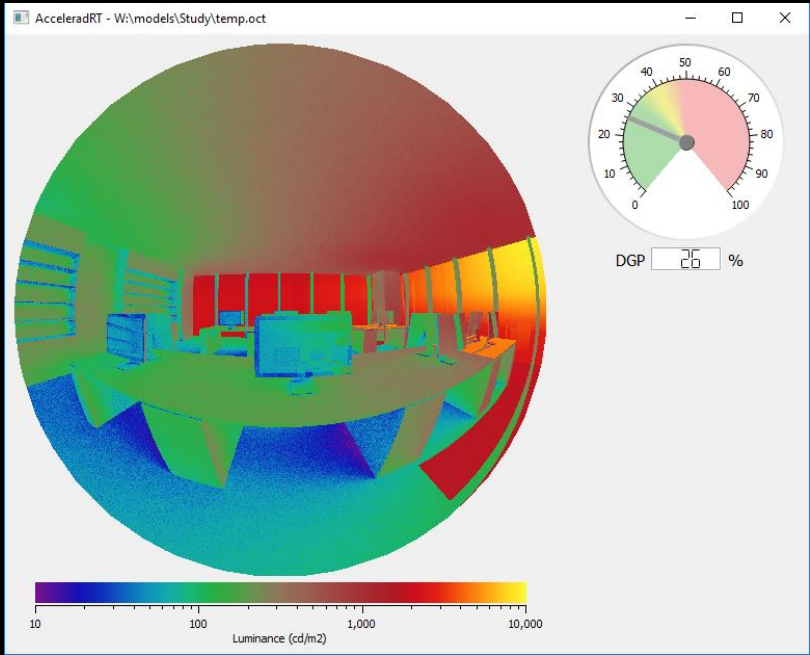 AcceleradRT - W:\models\Study\temp.oct
0 10 20 30 40 50 60 70 80 90 100
DGP 26 %
10 100 1,000 10,000
Luminance (cd/m2)